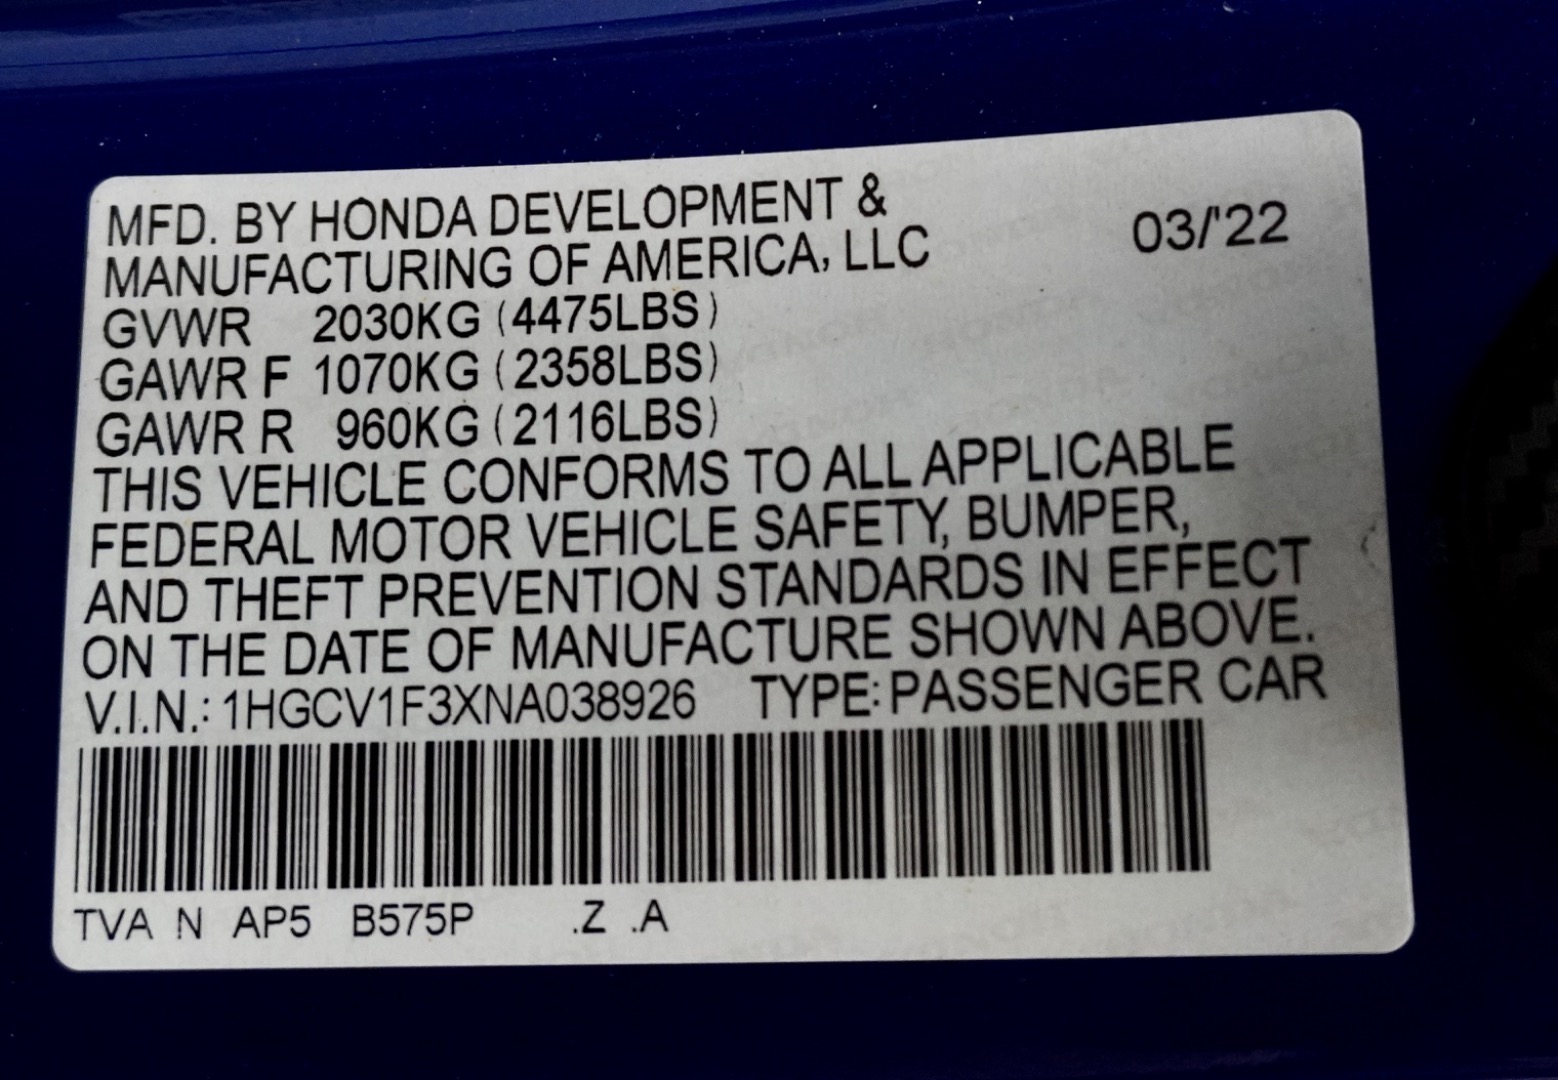 MFD. BY HONDA DEVELOPMENT &
MANUFACTURING OF AMERICA, LLC
03/'22
GVWR 2030KG (4475LBS)
GAWR F 1070KG (2358LBS)
GAWR R 960KG (2116LBS)
THIS VEHICLE CONFORMS TO ALL APPLICABLE
FEDERAL MOTOR VEHICLE SAFETY, BUMPER,
AND THEFT PREVENTION STANDARDS IN EFFECT
ON THE DATE OF MANUFACTURE SHOWN ABOVE.
V.I.N.: 1HGCV1F3XNA038926 TYPE: PASSENGER CAR
TVA N AP5 B575P .Z .A